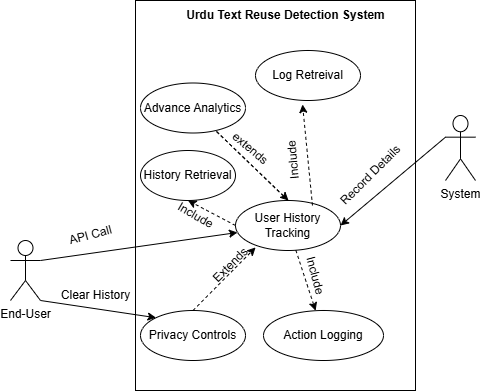 Urdu Text Reuse Detection System
Log Retreival
Advance Analytics
extends
Include
Record Details
History Retrieval
System
Include
User History
Tracking
API Call
Extends
Include
Clear History
End-User
Privacy Controls
Action Logging